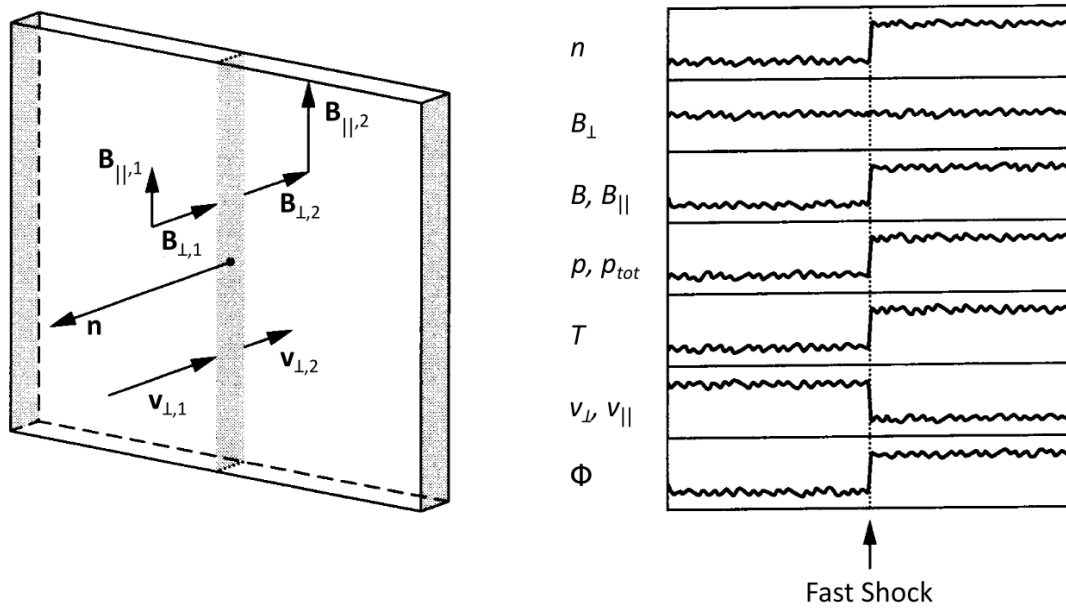 B||,2
B||,1
B⊥,2
B⊥,1
n
v⊥,2
v⊥,1
n
B⊥
B, B||
p, ptot
T
v⊥, v||
Φ
Fast Shock